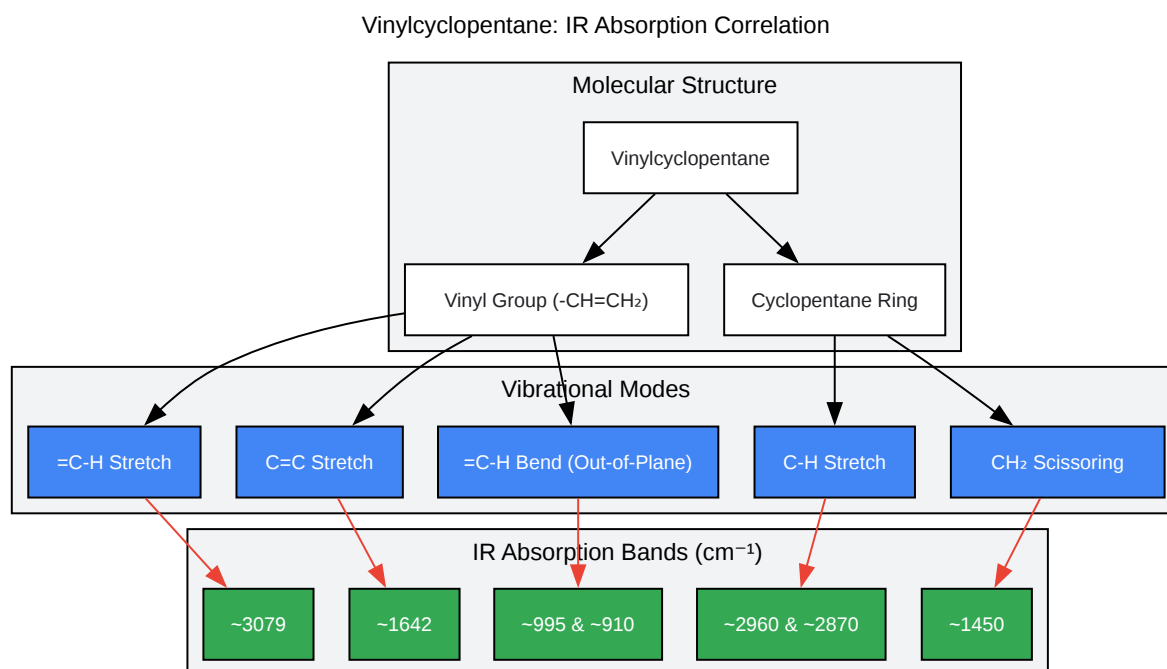 Vinylcyclopentane: IR Absorption Correlation
Molecular Structure
Vinylcyclopentane
Vinyl Group (-CH=CH₂)
Cyclopentane Ring
Vibrational Modes
=C-H Stretch
C=C Stretch
=C-H Bend (Out-of-Plane)
C-H Stretch
CH₂ Scissoring
IR Absorption Bands (cm⁻¹)
~3079
~1642
~995 & ~910
~2960 & ~2870
~1450